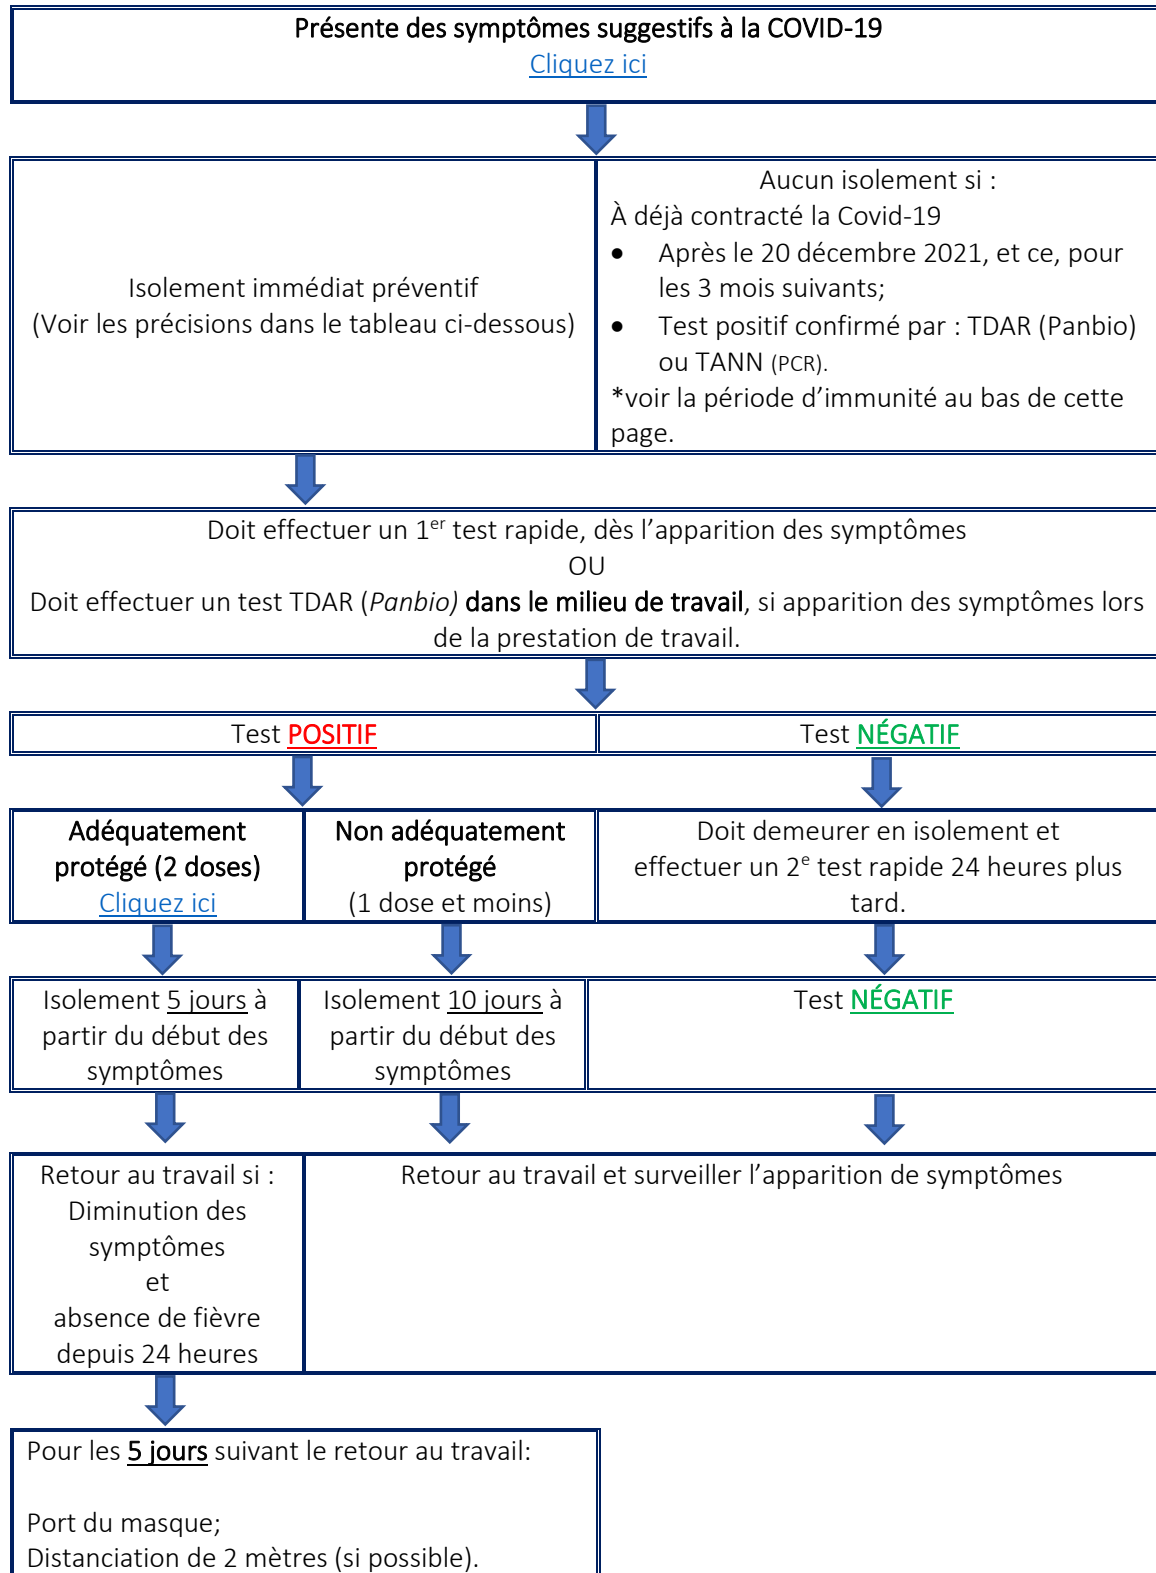 Présente des symptômes suggestifs à la COVID-19
Cliquez ici
Isolement immédiat préventif
(Voir les précisions dans le tableau ci-dessous)
Aucun isolement si :
À déjà contracté la Covid-19
• Après le 20 décembre 2021, et ce, pour
les 3 mois suivants;
• Test positif confirmé par : TDAR (Panbio)
ou TANN (PCR).
*voir la période d’immunité au bas de cette
page.
Doit effectuer un 1er test rapide, dès l’apparition des symptômes
OU
Doit effectuer un test TDAR (Panbio) dans le milieu de travail, si apparition des symptômes lors
de la prestation de travail.
Test POSITIF
Test NÉGATIF
Adéquatement
protégé (2 doses)
Cliquez ici
Non adéquatement
protégé
(1 dose et moins)
Doit demeurer en isolement et
effectuer un 2e test rapide 24 heures plus
tard.
Isolement 5 jours à
partir du début des
symptômes
Isolement 10 jours à
partir du début des
symptômes
Test NÉGATIF
Retour au travail si :
Diminution des
symptômes
et
absence de fièvre
depuis 24 heures
Retour au travail et surveiller l’apparition de symptômes
Pour les 5 jours suivant le retour au travail:
Port du masque;
Distanciation de 2 mètres (si possible).